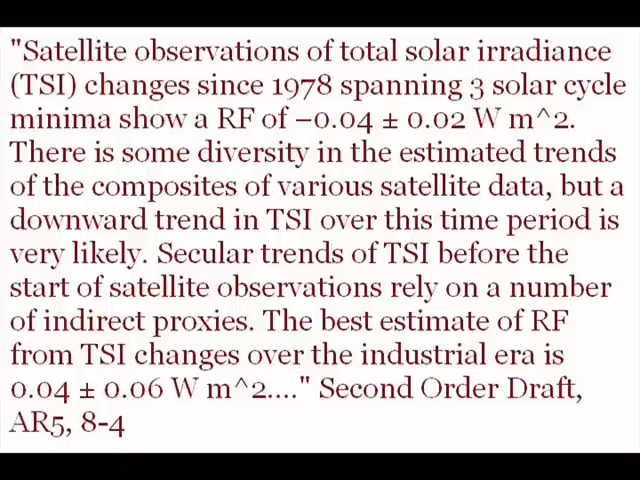 "Satellite observations of total solar irradiance
(TSI) changes since 1978 spanning 3 solar cycle
minima show a RF of −0.04 ± 0.02 W m^2.
There is some diversity in the estimated trends
of the composites of various satellite data, but a
downward trend in TSI over this time period is
very likely. Secular trends of TSI before the
start of satellite observations rely on a number
of indirect proxies. The best estimate of RF
from TSI changes over the industrial era is
0.04 ± 0.06 W m^2...." Second Order Draft,
AR5, 8-4